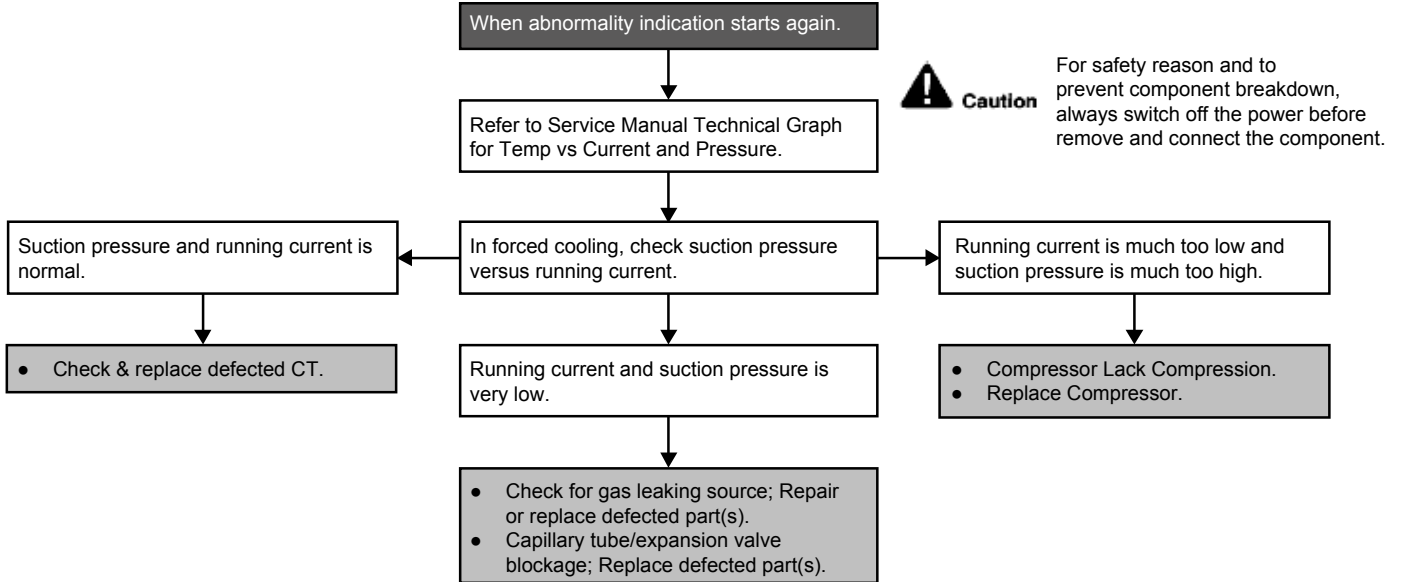 When abnormality indication starts again.
Caution
For safety reason and to
prevent component breakdown,
always switch off the power before
remove and connect the component.
Refer to Service Manual Technical Graph
for Temp vs Current and Pressure.
Suction pressure and running current is
normal.
In forced cooling, check suction pressure
versus running current.
Running current is much too low and
suction pressure is much too high.
● Check & replace defected CT.
Running current and suction pressure is
very low.
● Compressor Lack Compression.
● Replace Compressor.
● Check for gas leaking source; Repair
or replace defected part(s).
● Capillary tube/expansion valve
blockage; Replace defected part(s).